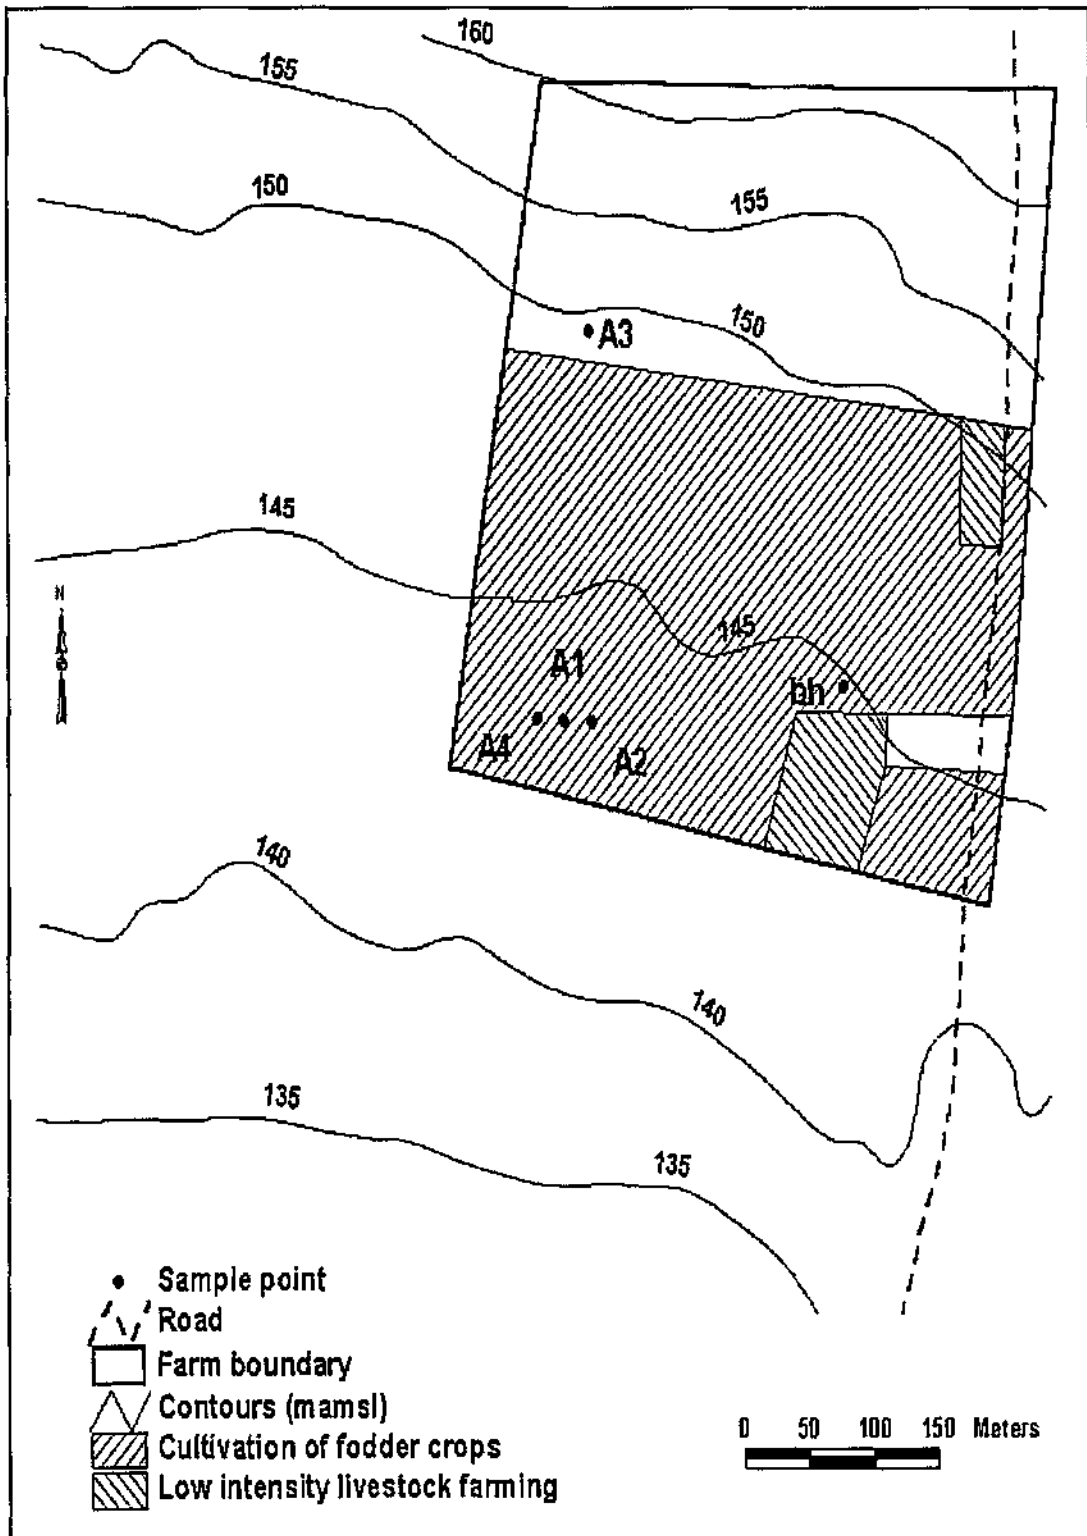 160
155
150
155
150
A3
145
145
A1
bh
A4
A2
N
140
140
135
135
Sample point
Road
Farm boundary
Contours (mamsl)
Cultivation of fodder crops
Low intensity livestock farming
0 50 100 150 Meters